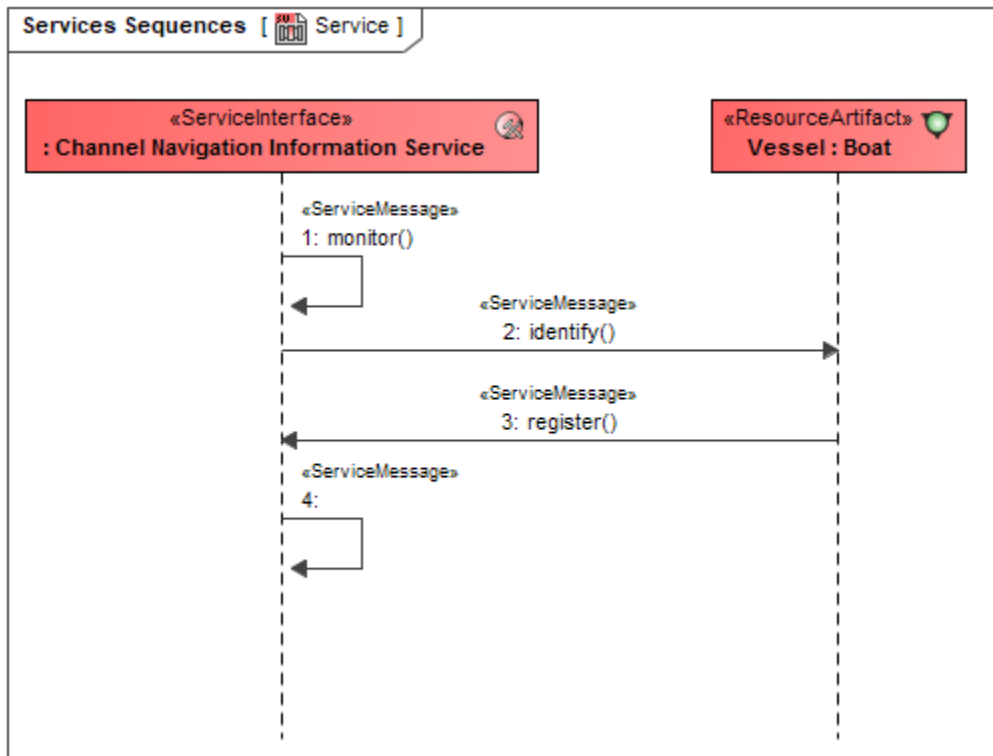 Services Sequences [ Service ]
«ServiceInterface»
: Channel Navigation Information Service
«ResourceArtifact»
Vessel : Boat
«ServiceMessage»
1: monitor()
«ServiceMessage»
2: identify()
«ServiceMessage»
3: register()
«ServiceMessage»
4: